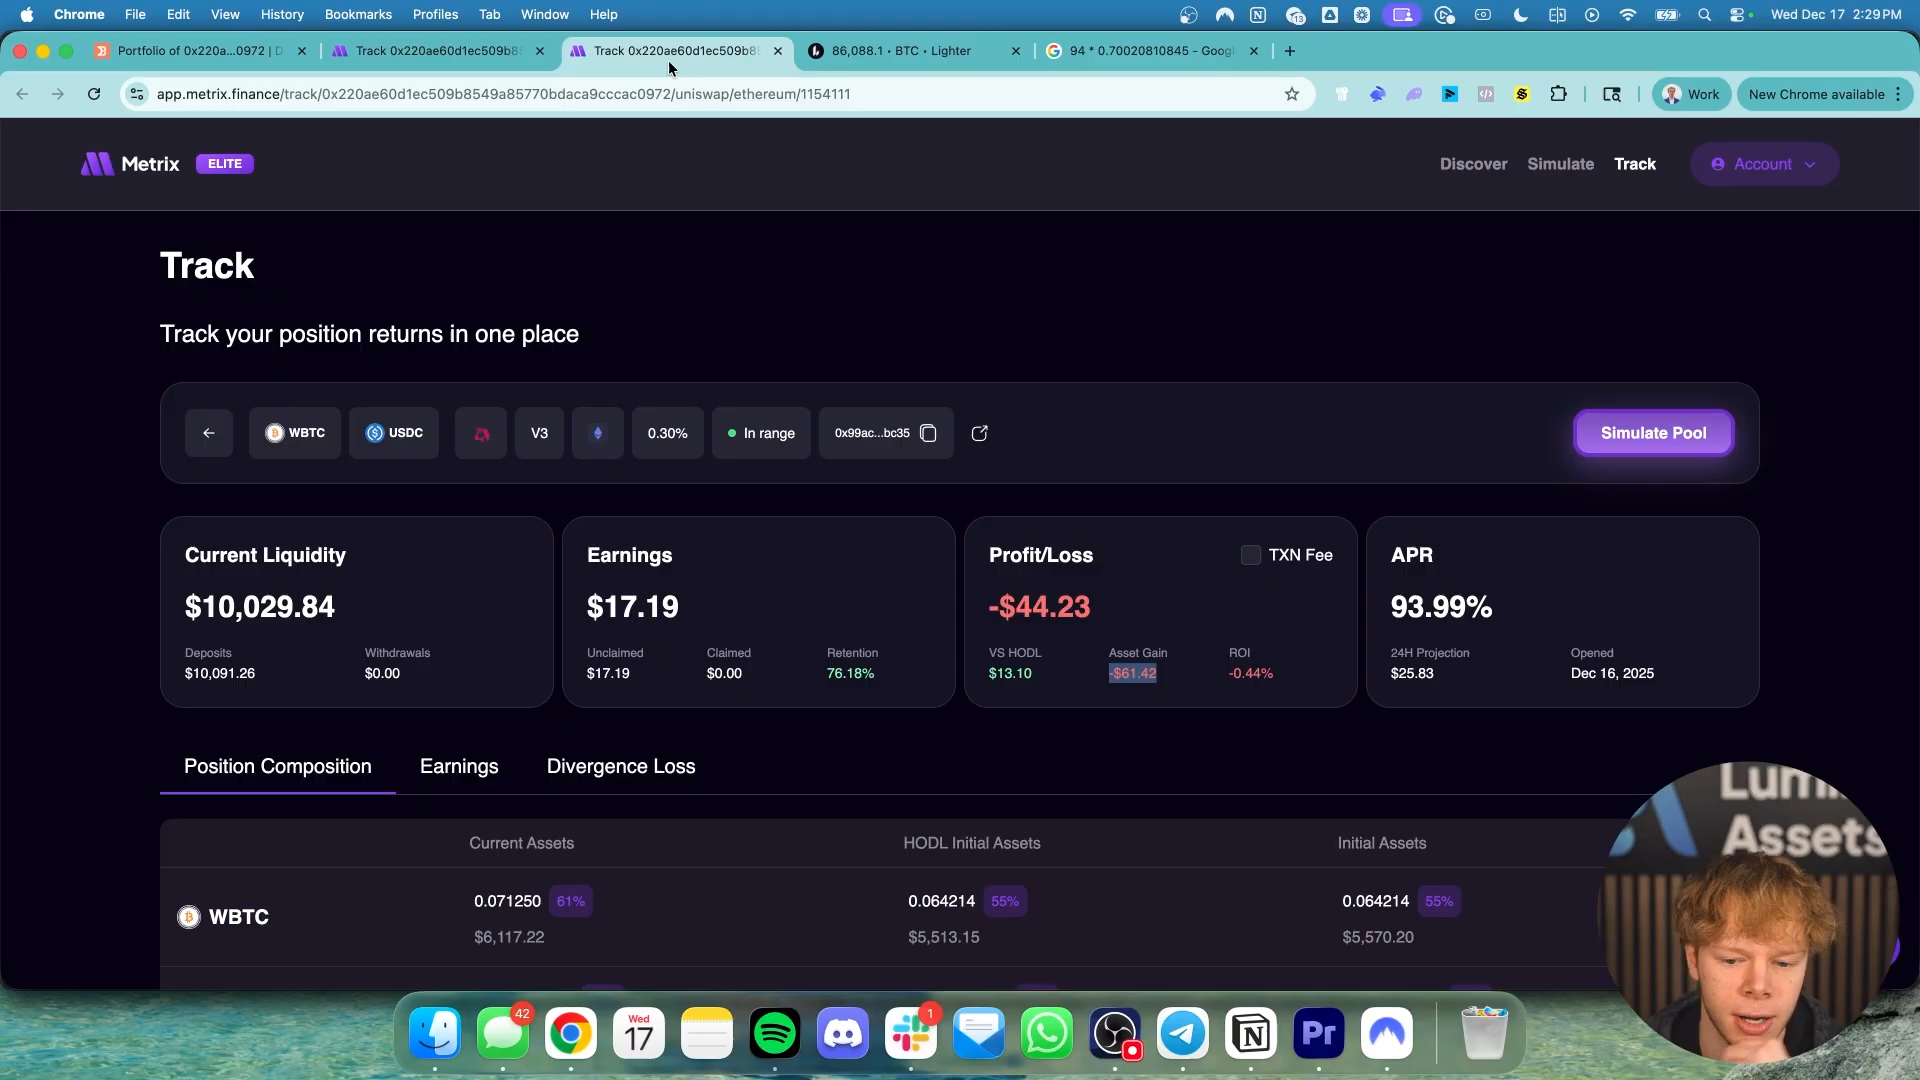 Chrome File Edit View History Bookmarks Profiles Tab Window Help
13
Wed Dec 17 2:29 PM
Portfolio of 0x220a...0972 | D
Track 0x220ae60d1ec509b8
Track 0x220ae60d1ec509b85
86,088.1 • BTC • Lighter
94 * 0.70020810845 - Googl
app.metrix.finance/track/0x220ae60d1ec509b8549a85770bdaca9cccac0972/uniswap/ethereum/1154111
Work
New Chrome available
Metrix ELITE
Discover Simulate Track Account
Track
Track your position returns in one place
WBTC USDC V3 0.30% In range 0x99ac...bc35
Simulate Pool
Current Liquidity
$10,029.84
Deposits Withdrawals
$10,091.26 $0.00
Earnings
$17.19
Unclaimed Claimed Retention
$17.19 $0.00 76.18%
Profit/Loss TXN Fee
-$44.23
VS HODL Asset Gain ROI
$13.10 -$61.42 -0.44%
APR
93.99%
24H Projection Opened
$25.83 Dec 16, 2025
Position Composition Earnings Divergence Loss
Current Assets HODL Initial Assets Initial Assets
WBTC
0.071250 61% 0.064214 55% 0.064214 55%
$6,117.22 $5,513.15 $5,570.20
Assets
42
Wed
17
1
Pr